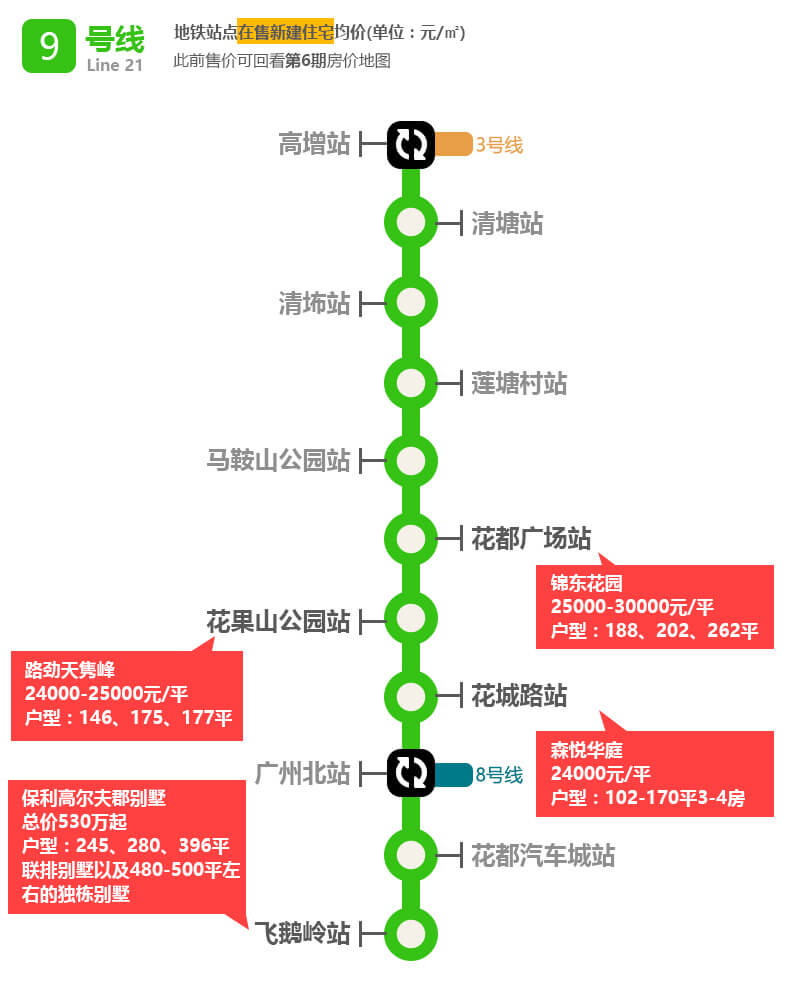 9
号线
Line 21
地铁站点在售新建住宅均价(单位：元/㎡)
此前售价可回看第6期房价地图
高增站
3号线
清塘站
清㘵站
莲塘村站
马鞍山公园站
花都广场站
锦东花园
25000-30000元/平
户型：188、202、262平
花果山公园站
路劲天隽峰
24000-25000元/平
户型：146、175、177平
花城路站
森悦华庭
24000元/平
户型：102-170平3-4房
广州北站
8号线
保利高尔夫郡别墅
总价530万起
户型：245、280、396平
联排别墅以及480-500平左
右的独栋别墅
花都汽车城站
飞鹅岭站